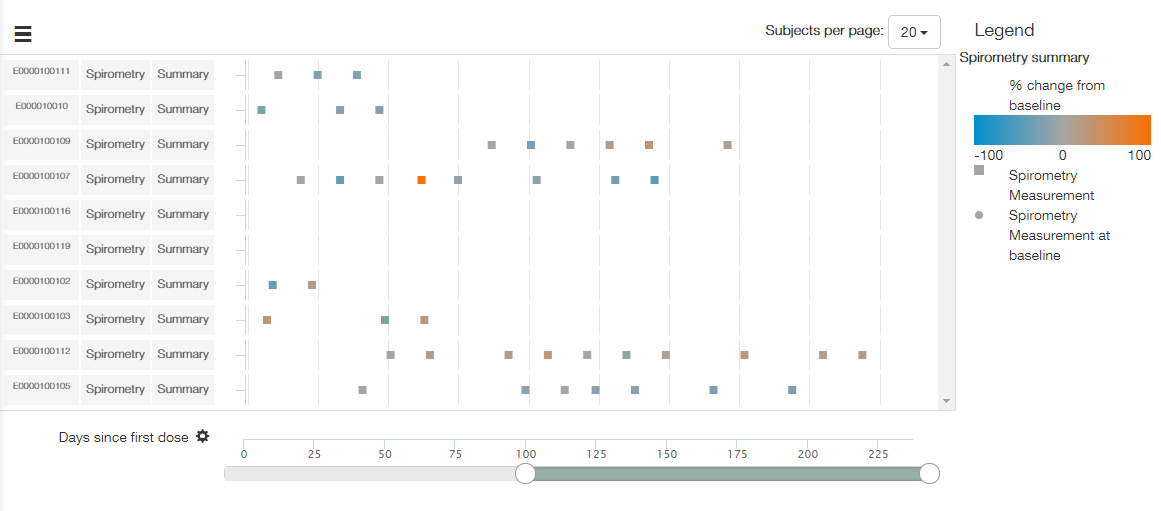 Subjects per page: 20
Legend
Spirometry summary
% change from
baseline
-100 0 100
Spirometry
Measurement
Spirometry
Measurement at
baseline
E0000100111 Spirometry Summary
E000010010 Spirometry Summary
E0000100109 Spirometry Summary
E0000100107 Spirometry Summary
E0000100116 Spirometry Summary
E0000100119 Spirometry Summary
E0000100102 Spirometry Summary
E0000100103 Spirometry Summary
E0000100112 Spirometry Summary
E0000100105 Spirometry Summary
Days since first dose
0 25 50 75 100 125 150 175 200 225